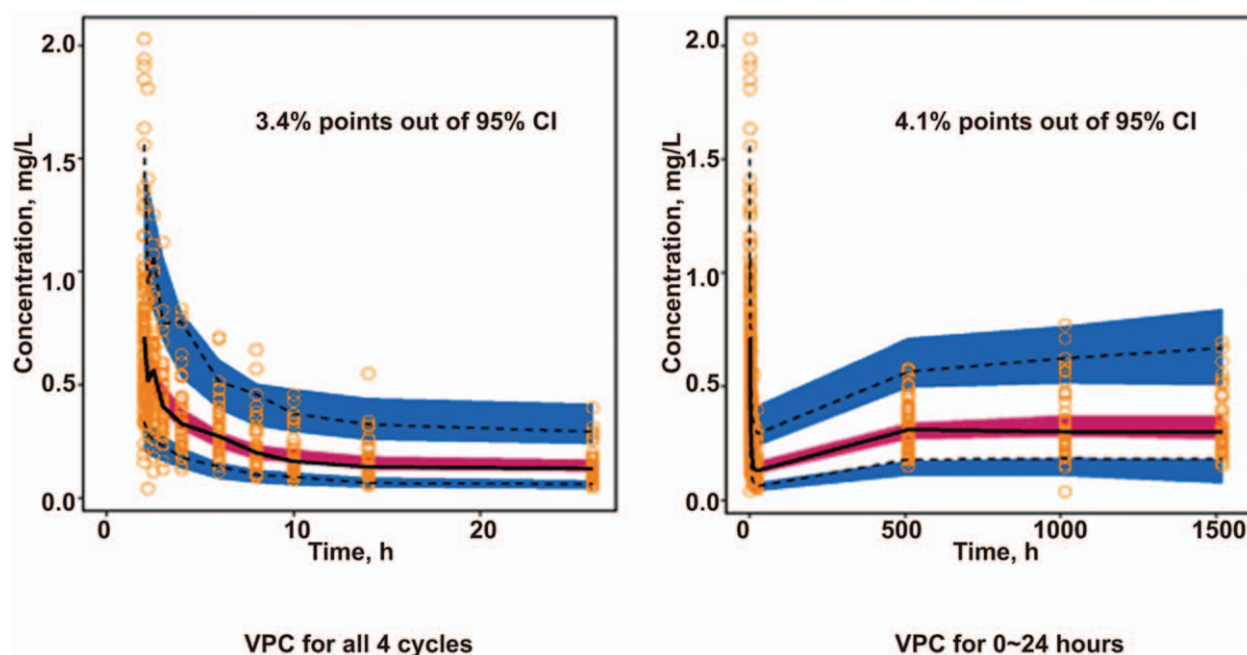 2.0
1.5
1.0
0.5
0.0
Concentration, mg/L
3.4% points out of 95% CI
0 10 20
Time, h
VPC for all 4 cycles
2.0
1.5
1.0
0.5
0.0
Concentration, mg/L
4.1% points out of 95% CI
0 500 1000 1500
Time, h
VPC for 0~24 hours